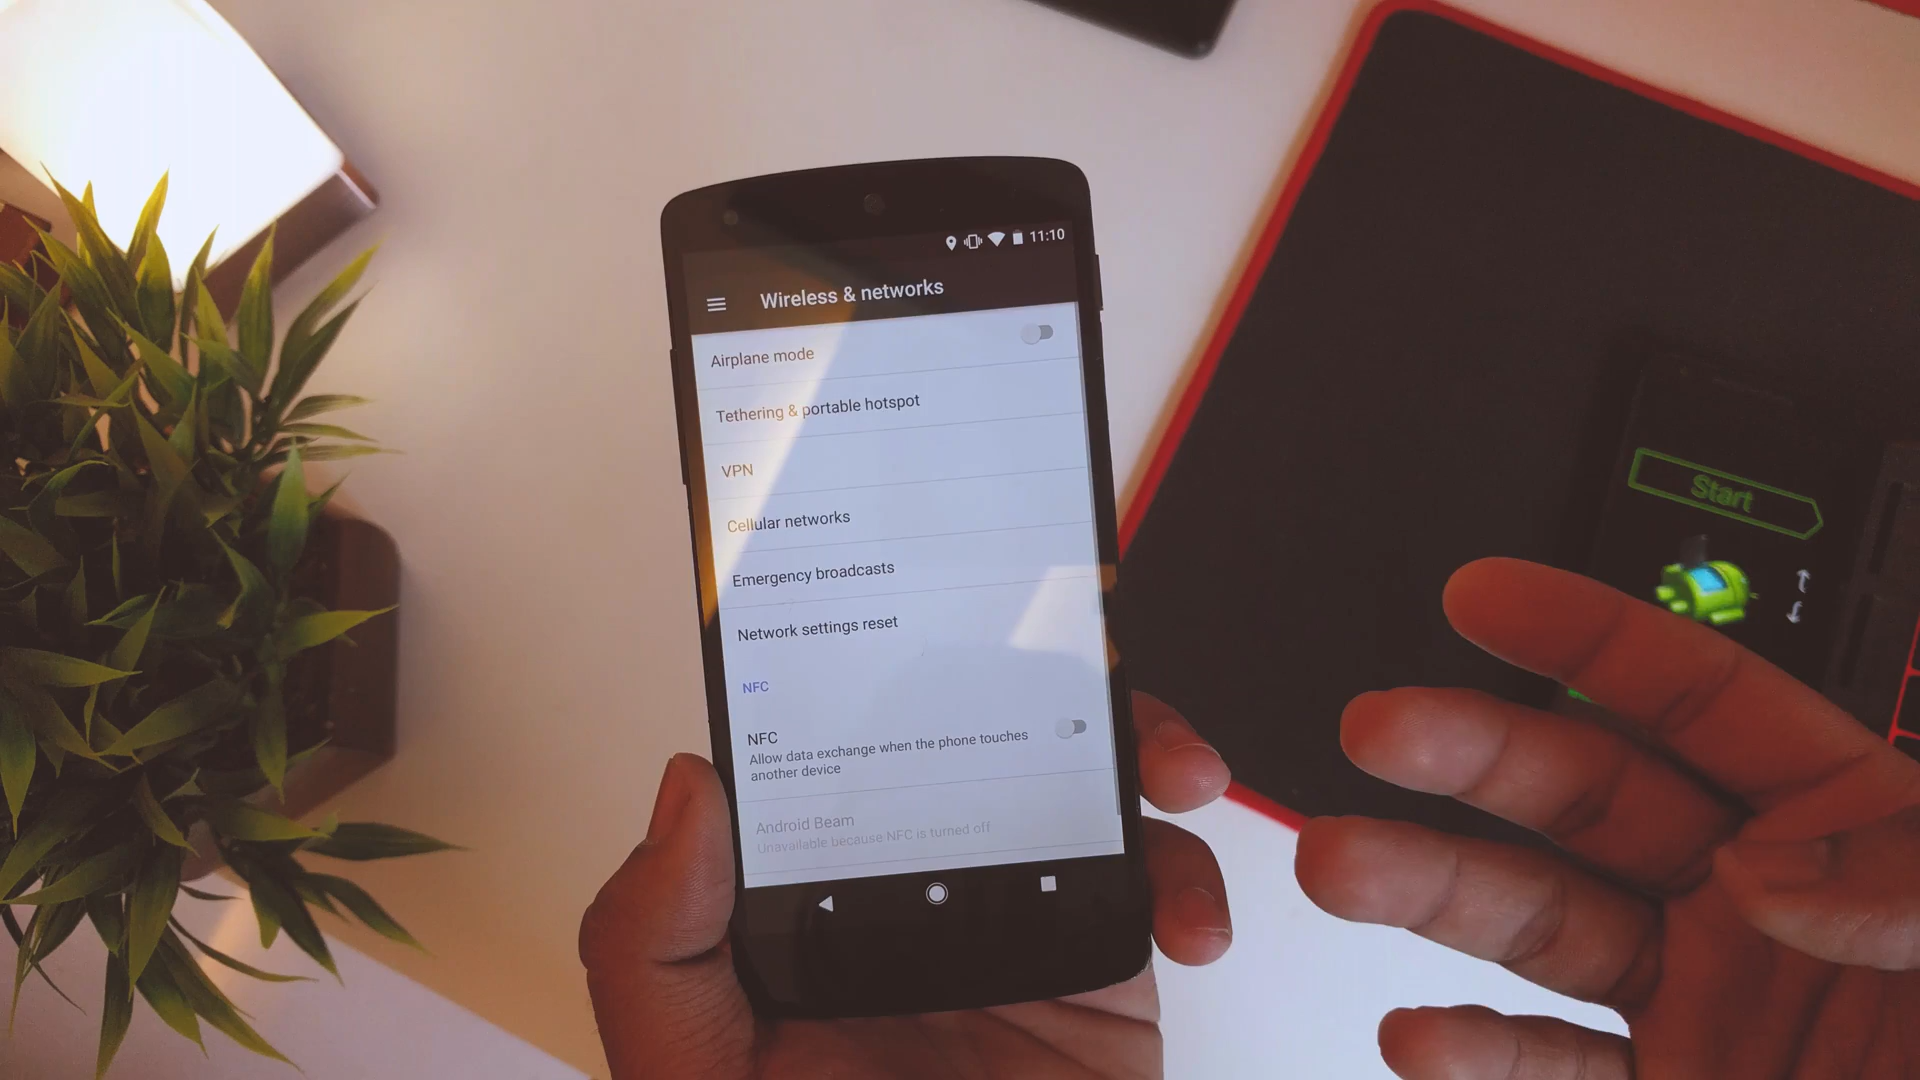 11:10
Wireless & networks
Airplane mode
Tethering & portable hotspot
VPN
Cellular networks
Emergency broadcasts
Network settings reset
NFC
NFC
Allow data exchange when the phone touches
another device
Android Beam
Unavailable because NFC is turned off
Start